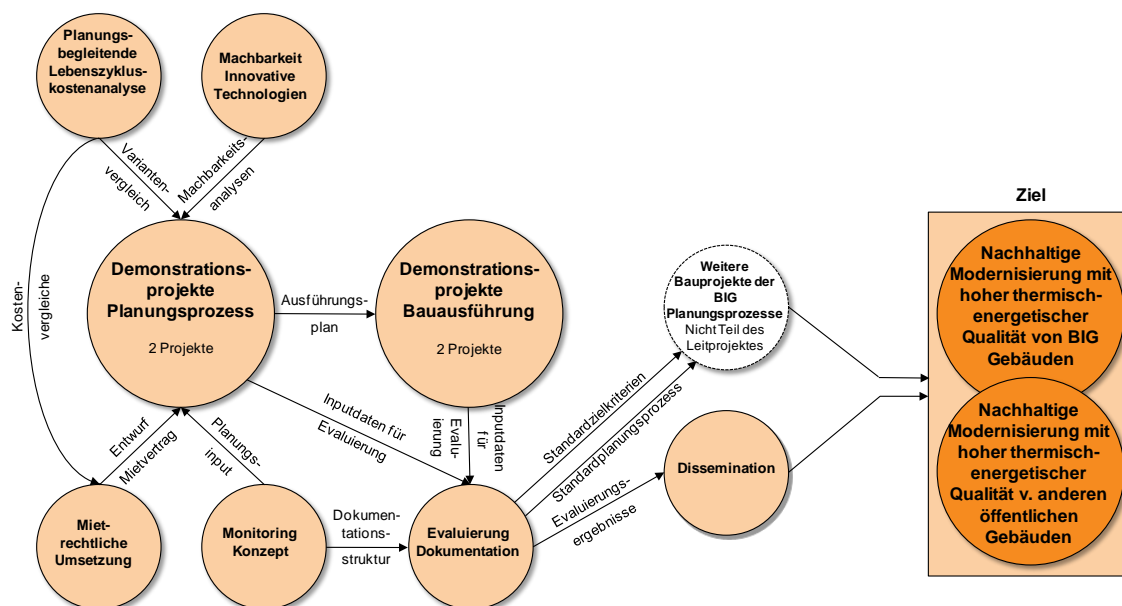 Planungs-
begleitende
Lebenszyklus-
kostenanalyse
Machbarkeit
Innovative
Technologien
Varianten-
vergleich
Machbarkeits-
analysen
Kosten-
vergleiche
Demonstrations-
projekte
Planungsprozess
2 Projekte
Ausführungs-
plan
Demonstrations-
projekte
Bauausführung
2 Projekte
Weitere
Bauprojekte der
BIG
Planungsprozesse
Nicht Teil des
Leitprojektes
Ziel
Nachhaltige
Modernisierung mit
hoher thermisch-
energetischer
Qualität von BIG
Gebäuden
Nachhaltige
Modernisierung mit
hoher thermisch-
energetischer
Qualität v. anderen
öffentlichen
Gebäuden
Entwurf
Mietvertrag
Planungs-
input
Inputdaten für
Evaluierung
Inputdaten
für
Evalu-
ierung
Standardzielkriterien
Standardplanungsprozess
Evaluierungs-
ergebnisse
Dissemination
Miet-
rechtliche
Umsetzung
Monitoring
Konzept
Dokumen-
tations-
struktur
Evaluierung
Dokumentation